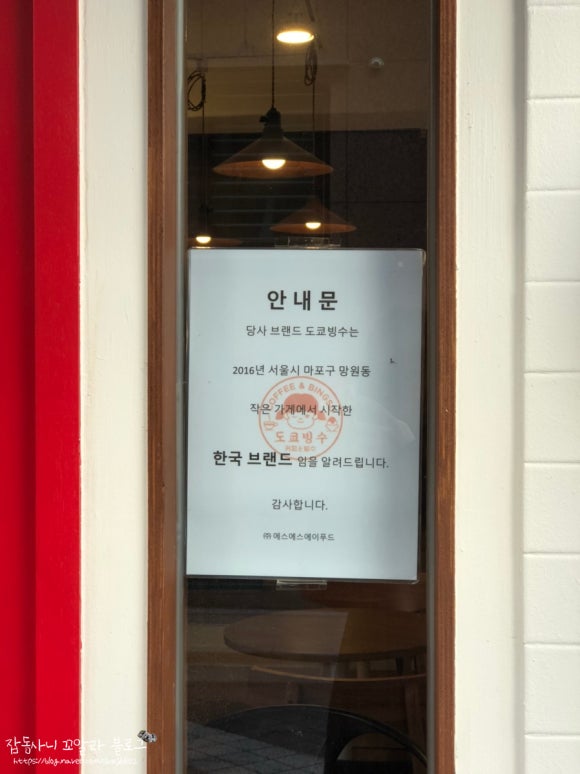 안 내 문
당사 브랜드 도쿄빙수는
2016년 서울시 마포구 망원동
작은 가게에서 시작한
COFFEE & BINGSU
도쿄빙수
한국 브랜드 임을 알려드립니다.
감사합니다.
㈜ 에스에스에이푸드
잡동사니 꼬알라 블로그